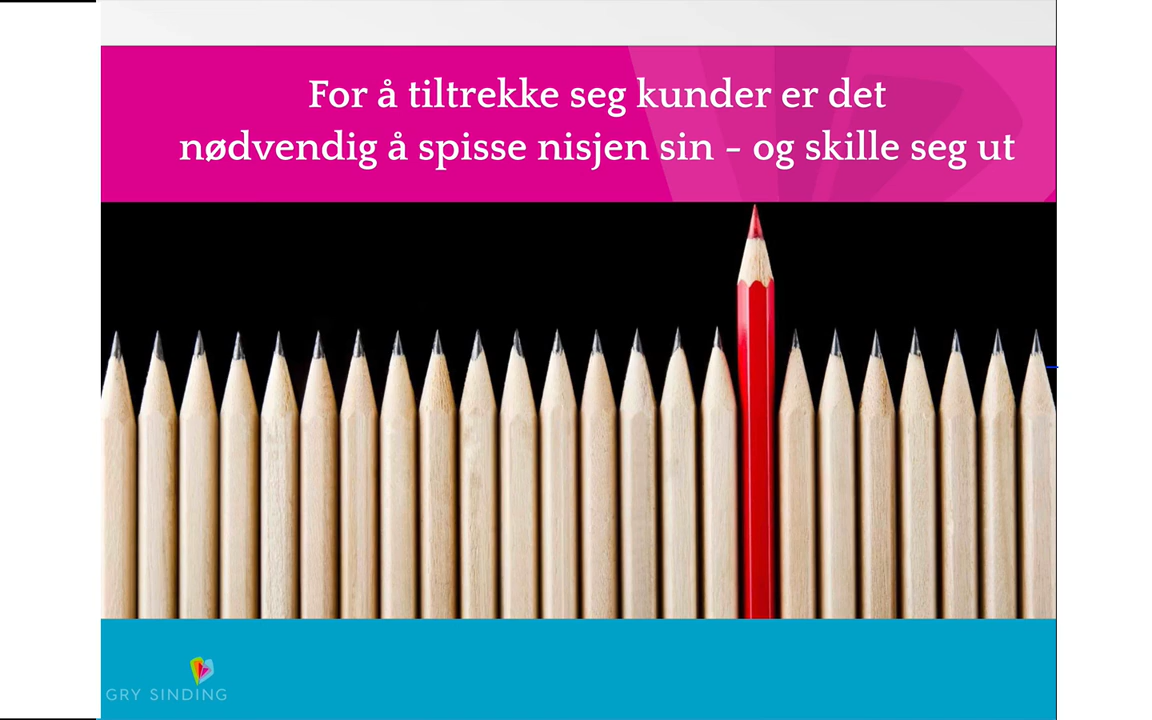 For å tiltrekke seg kunder er det
nødvendig å spisse nisjen sin - og skille seg ut
GRY SINDING